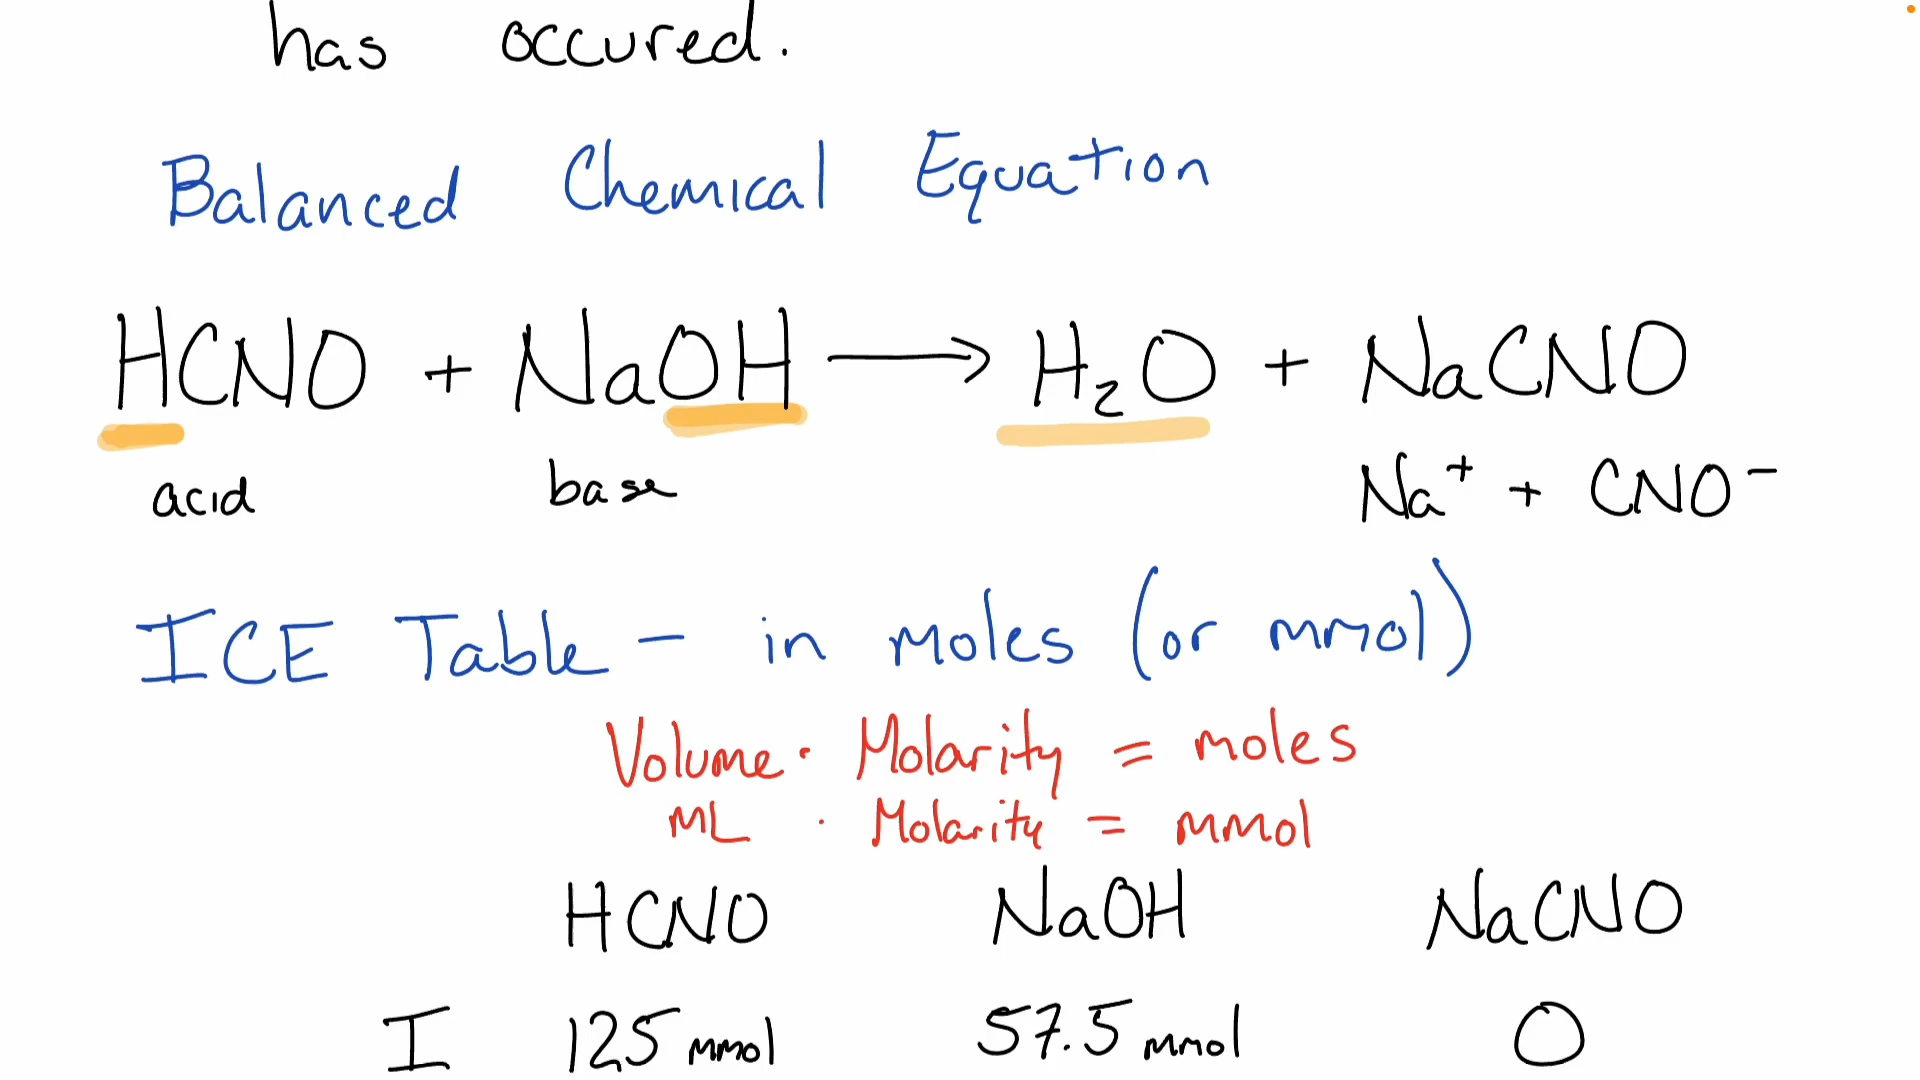 has occured.
Balanced Chemical Equation
HCNO + NaOH ⟶ H₂O + NaCNO
acid base Na⁺ + CNO⁻
ICE Table - in moles (or mmol)
Volume · Molarity = moles
mL · Molarity = mmol
HCNO NaOH NaCNO
I 125 mmol 57.5 mmol 0